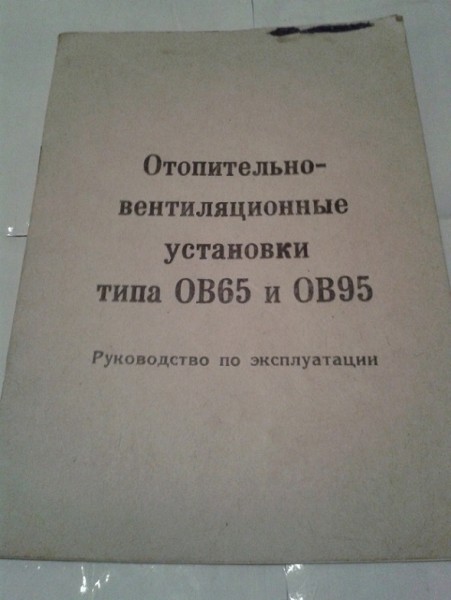 Отопительно-
вентиляционные
установки
типа ОВ65 и ОВ95
Руководство по эксплуатации